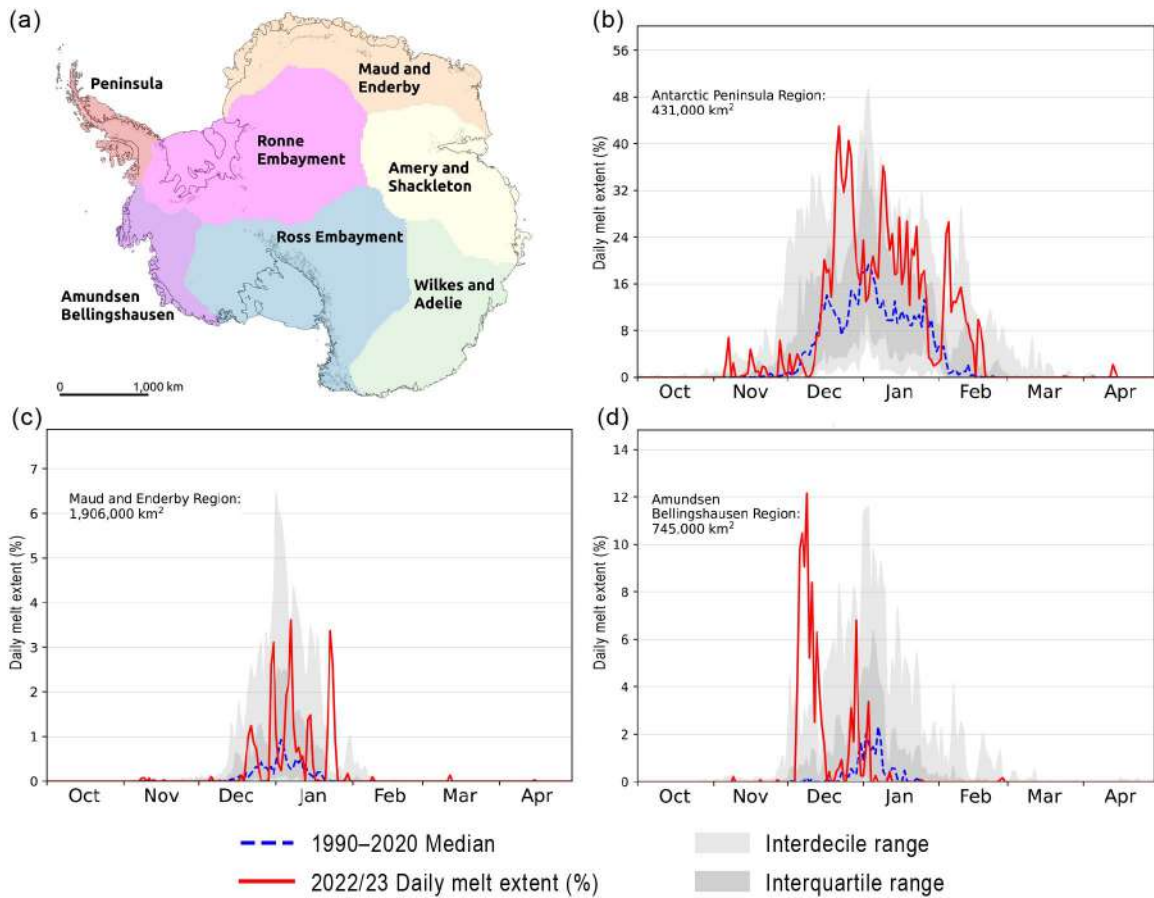 (a)
Peninsula
Maud and
Enderby
Ronne
Embayment
Amery and
Shackleton
Ross Embayment
Amundsen
Bellingshausen
Wilkes and
Adelie
0 1,000 km
(b)
Daily melt extent (%)
56
48
40
32
24
16
8
0
Antarctic Peninsula Region:
431,000 km²
Oct Nov Dec Jan Feb Mar Apr
(c)
Daily melt extent (%)
7
6
5
4
3
2
1
0
Maud and Enderby Region:
1,906,000 km²
Oct Nov Dec Jan Feb Mar Apr
(d)
Daily melt extent (%)
14
12
10
8
6
4
2
0
Amundsen
Bellingshausen Region:
745.000 km²
Oct Nov Dec Jan Feb Mar Apr
1990–2020 Median
2022/23 Daily melt extent (%)
Interdecile range
Interquartile range